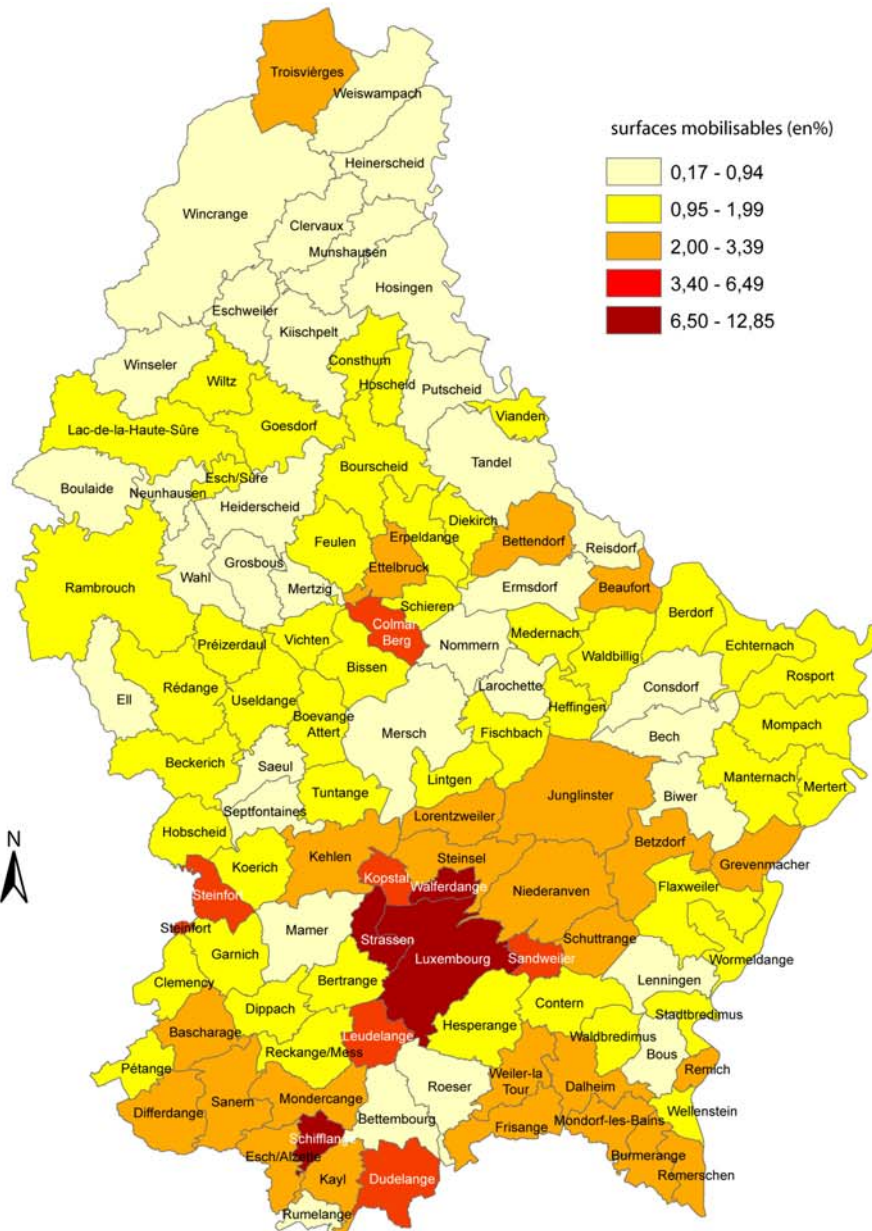 Troisvièrges
Weiswampach
surfaces mobilisables (en%)
0,17 - 0,94
0,95 - 1,99
2,00 - 3,39
3,40 - 6,49
6,50 - 12,85
Heinerscheid
Wincrange
Clervaux
Munshausen
Hosingen
Eschweiler
Kiischpelt
Winseler
Consthum
Wiltz
Hoscheid
Putscheid
Vianden
Lac-de-la-Haute-Sûre
Goesdorf
Bourscheid
Tandel
Esch/Sûre
Boulaide
Neunhausen
Heiderscheid
Diekirch
Erpeldange
Bettendorf
Feulen
Reisdorf
Grosbous
Ettelbruck
Wahl
Rambrouch
Mertzig
Ermsdorf
Beaufort
Schieren
Berdorf
Colmar
Berg
Préizerdaul
Vichten
Nommern
Medernach
Waldbillig
Echternach
Bissen
Rosport
Larochette
Consdorf
Rédange
Ell
Useldange
Heffingen
Boevange
Attert
Mersch
Fischbach
Mompach
Bech
Beckerich
Saeul
Lintgen
Manternach
Mertert
Tuntange
Junglinster
Biwer
Septfontaines
Lorentzweiler
Hobscheid
Betzdorf
N
Kehlen
Steinsel
Grevenmacher
Koerich
Kopstal
Walferdange
Flaxweiler
Steinfort
Niederanven
Steinfort
Mamer
Schuttrange
Strassen
Garnich
Luxembourg
Sandweiler
Wormeldange
Clemency
Bertrange
Lenningen
Dippach
Contern
Stadtbredimus
Bascharage
Hesperange
Leudelange
Waldbredimus
Reckange/Mess
Bous
Pétange
Remich
Weiler-la
Tour
Roeser
Dalheim
Mondercange
Sanem
Differdange
Bettembourg
Wellenstein
Mondorf-les-Bains
Frisange
Schifflange
Esch/Alzette
Burmerange
Kayl
Dudelange
Remerschen
Rumelange